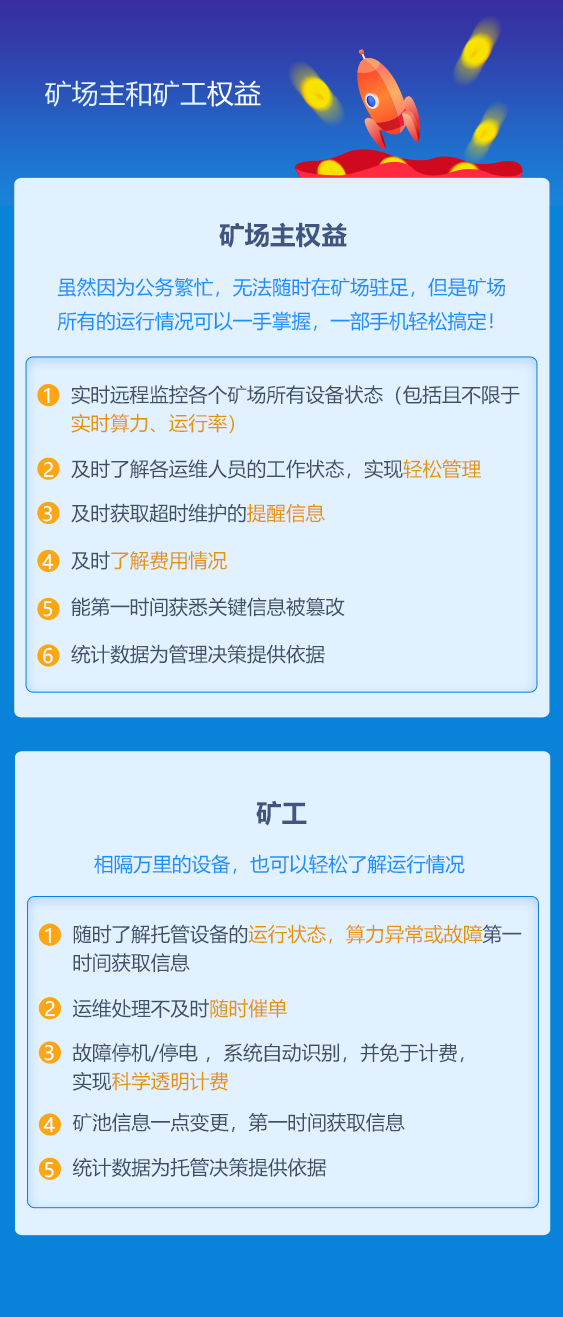 矿场主和矿工权益
矿场主权益
虽然因为公务繁忙，无法随时在矿场驻足，但是矿场
所有的运行情况可以一手掌握，一部手机轻松搞定！
1 实时远程监控各个矿场所有设备状态（包括且不限于
实时算力、运行率）
2 及时了解各运维人员的工作状态，实现轻松管理
3 及时获取超时维护的提醒信息
4 及时了解费用情况
5 能第一时间获悉关键信息被篡改
6 统计数据为管理决策提供依据
矿工
相隔万里的设备，也可以轻松了解运行情况
1 随时了解托管设备的运行状态，算力异常或故障第一
时间获取信息
2 运维处理不及时随时催单
3 故障停机/停电 ，系统自动识别，并免于计费，
实现科学透明计费
4 矿池信息一点变更，第一时间获取信息
5 统计数据为托管决策提供依据